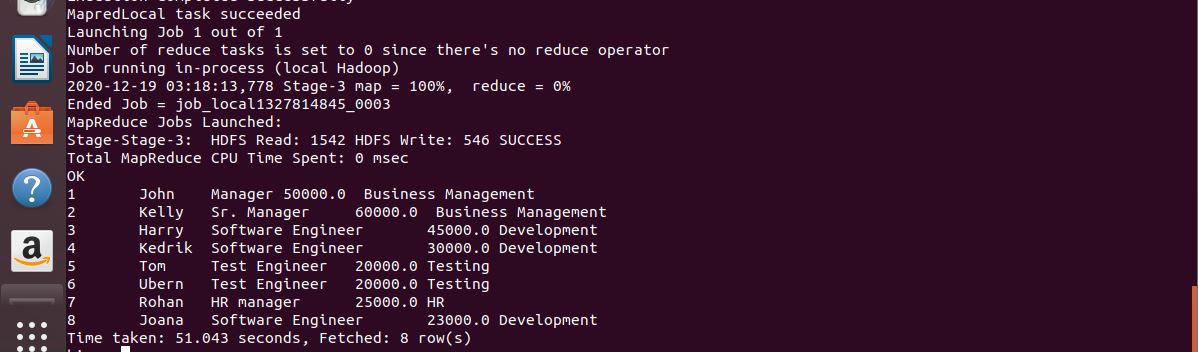 MapredLocal task succeeded
Launching Job 1 out of 1
Number of reduce tasks is set to 0 since there's no reduce operator
Job running in-process (local Hadoop)
2020-12-19 03:18:13,778 Stage-3 map = 100%,  reduce = 0%
Ended Job = job_local1327814845_0003
MapReduce Jobs Launched:
Stage-Stage-3:  HDFS Read: 1542 HDFS Write: 546 SUCCESS
Total MapReduce CPU Time Spent: 0 msec
OK
1       John    Manager 50000.0  Business Management
2       Kelly   Sr. Manager     60000.0  Business Management
3       Harry   Software Engineer       45000.0 Development
4       Kedrik  Software Engineer       30000.0 Development
5       Tom     Test Engineer   20000.0 Testing
6       Ubern   Test Engineer   20000.0 Testing
7       Rohan   HR manager      25000.0 HR
8       Joana   Software Engineer       23000.0 Development
Time taken: 51.043 seconds, Fetched: 8 row(s)